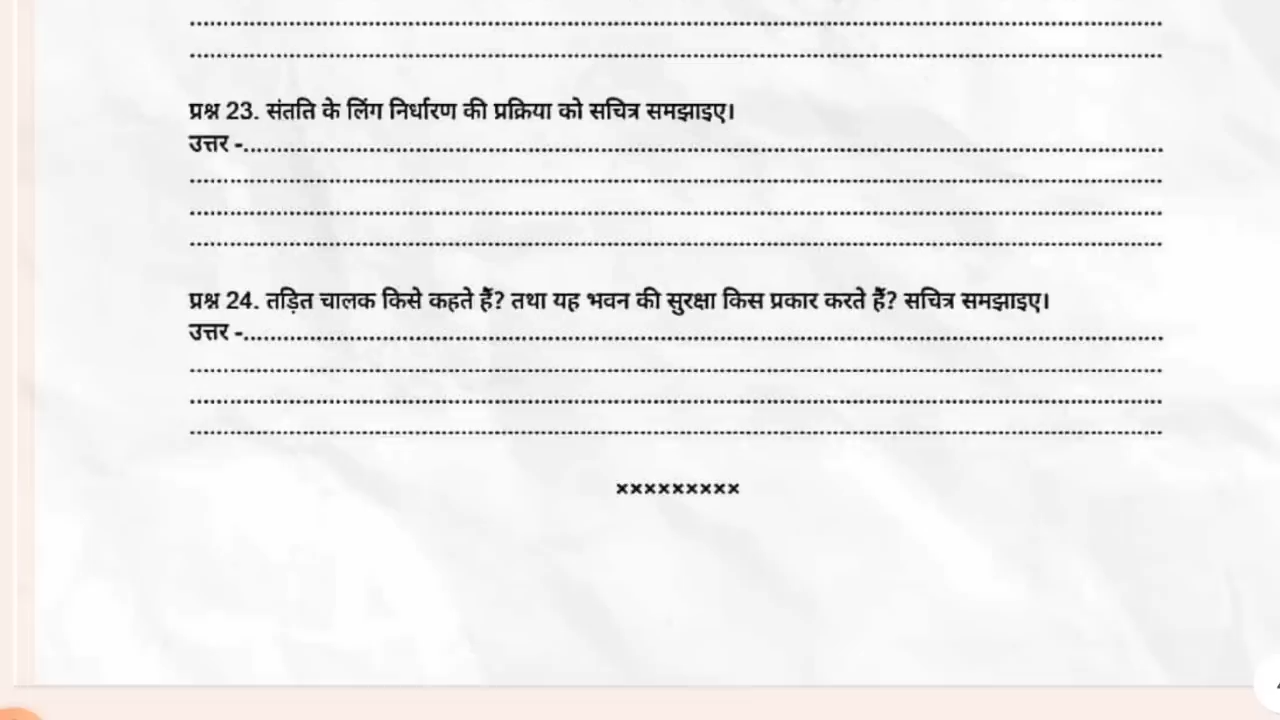 ................................................................................
................................................................................
प्रश्न 23. संतति के लिंग निर्धारण की प्रक्रिया को सचित्र समझाइए।
उत्तर -................................................................................
................................................................................
................................................................................
................................................................................
प्रश्न 24. तड़ित चालक किसे कहते हैं? तथा यह भवन की सुरक्षा किस प्रकार करते हैं? सचित्र समझाइए।
उत्तर -................................................................................
................................................................................
................................................................................
................................................................................
×××××××××